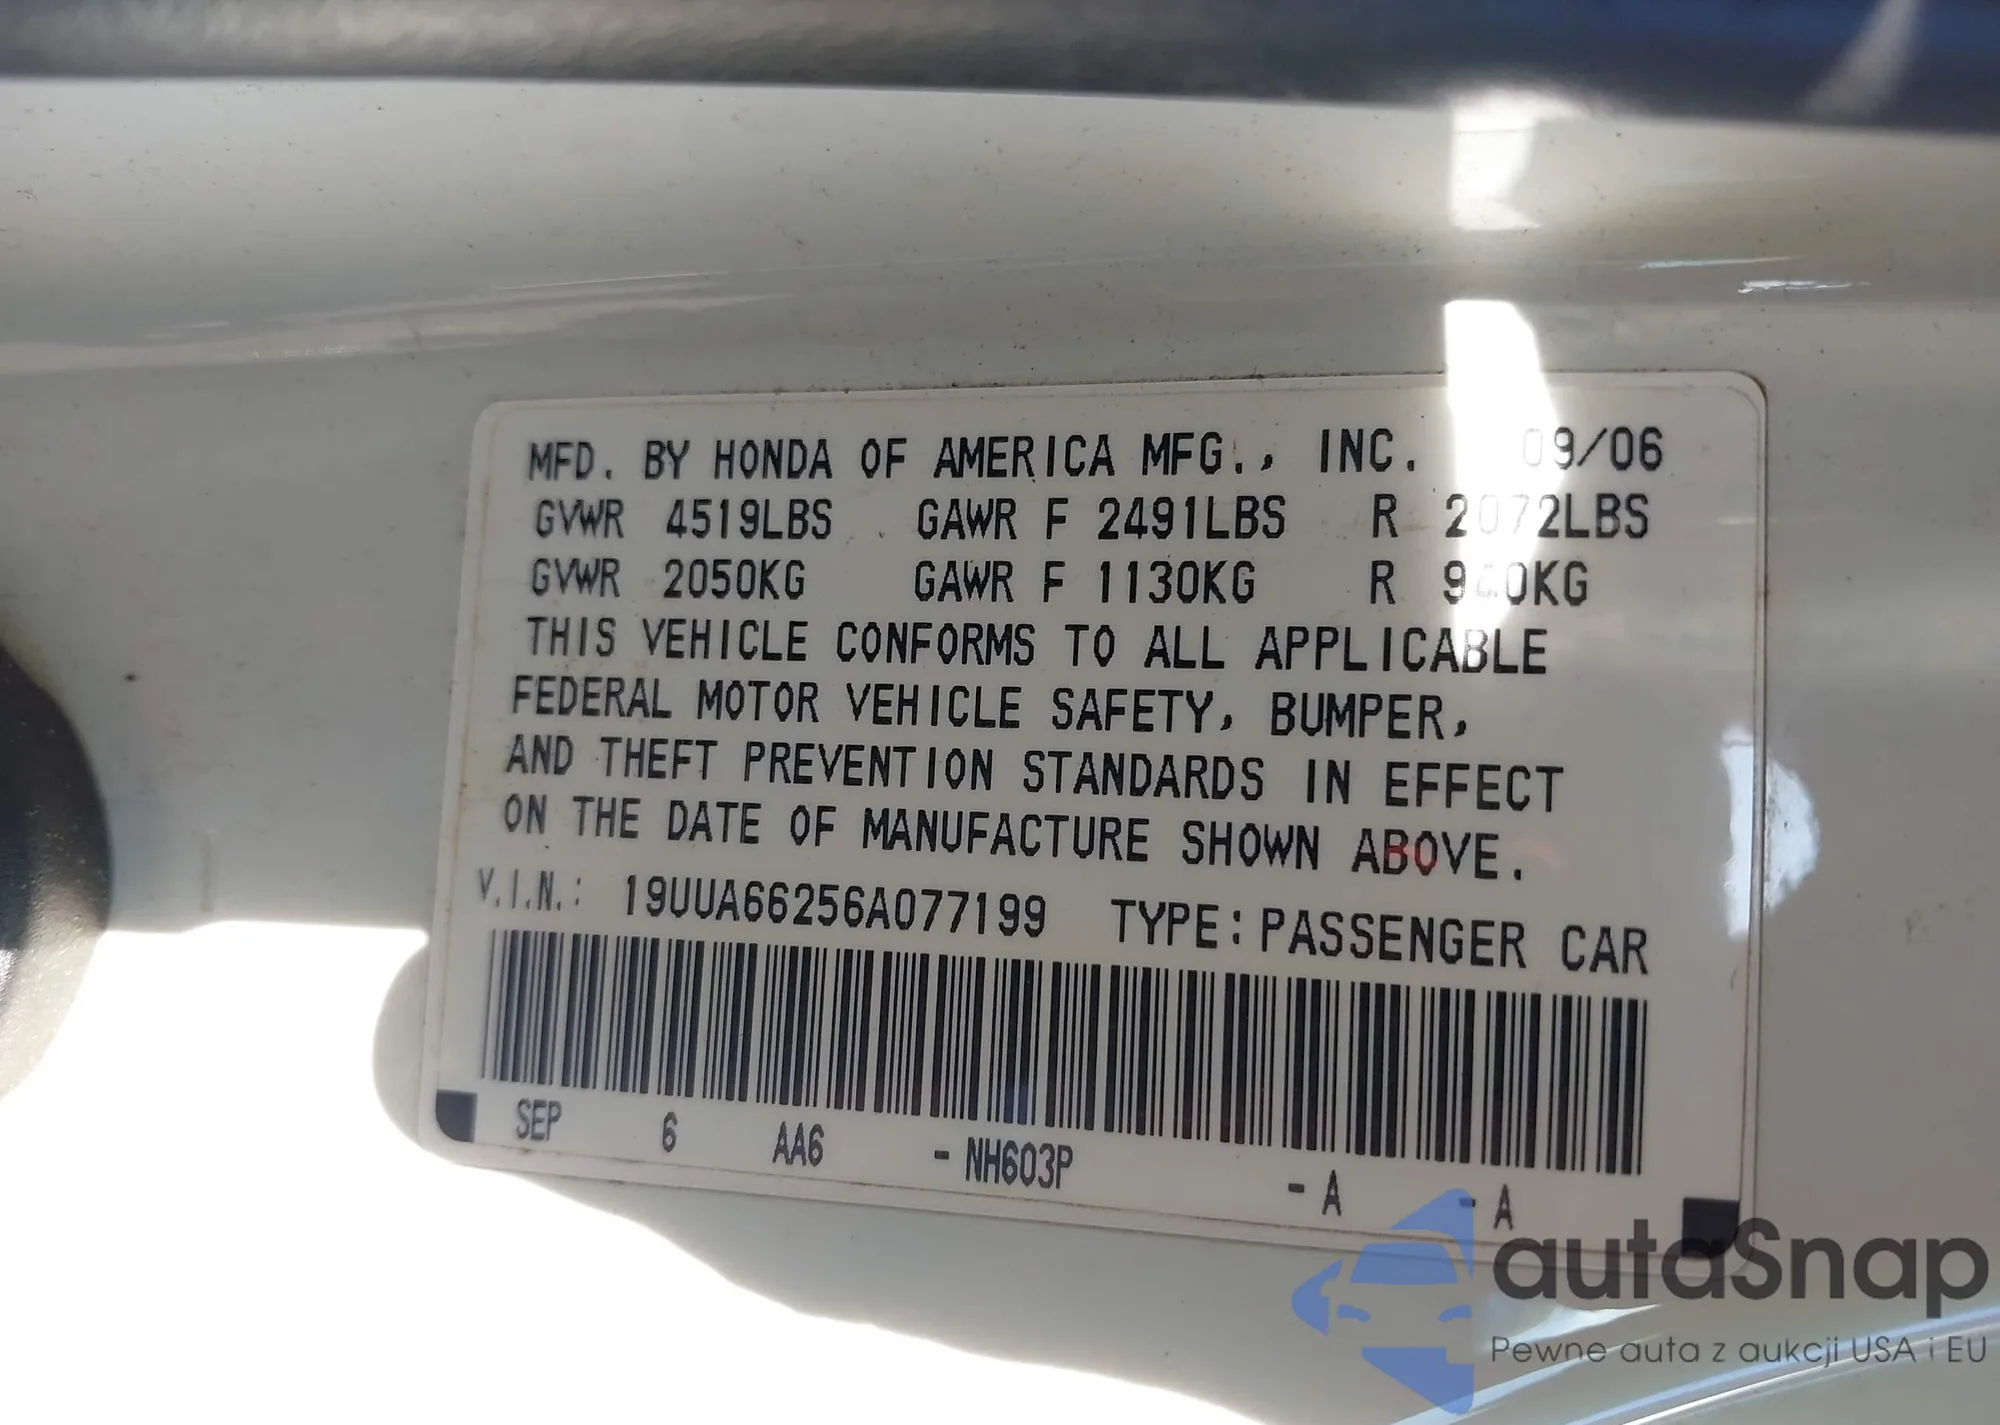 MFD. BY HONDA OF AMERICA MFG., INC. 09/06
GVWR 4519LBS GAWR F 2491LBS R 2072LBS
GVWR 2050KG GAWR F 1130KG R 940KG
THIS VEHICLE CONFORMS TO ALL APPLICABLE
FEDERAL MOTOR VEHICLE SAFETY, BUMPER,
AND THEFT PREVENTION STANDARDS IN EFFECT
ON THE DATE OF MANUFACTURE SHOWN ABOVE.
V.I.N.: 19UUA66256A077199 TYPE: PASSENGER CAR
SEP 6 AA6 - NH603P - A - A
autoSnap
Pewne auta z aukcji USA i EU